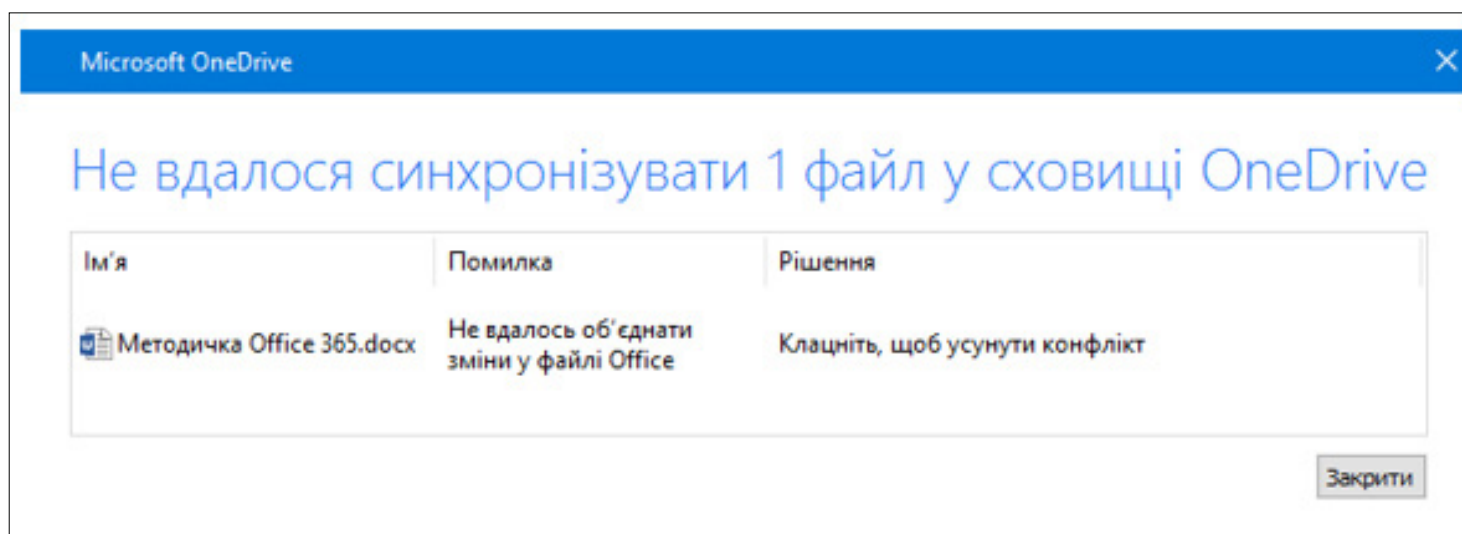 Microsoft OneDrive
Не вдалося синхронізувати 1 файл у сховищі OneDrive
Ім'я Помилка Рішення
Методичка Office 365.docx Не вдалось об'єднати зміни у файлі Office Клацніть, щоб усунути конфлікт
Закрити